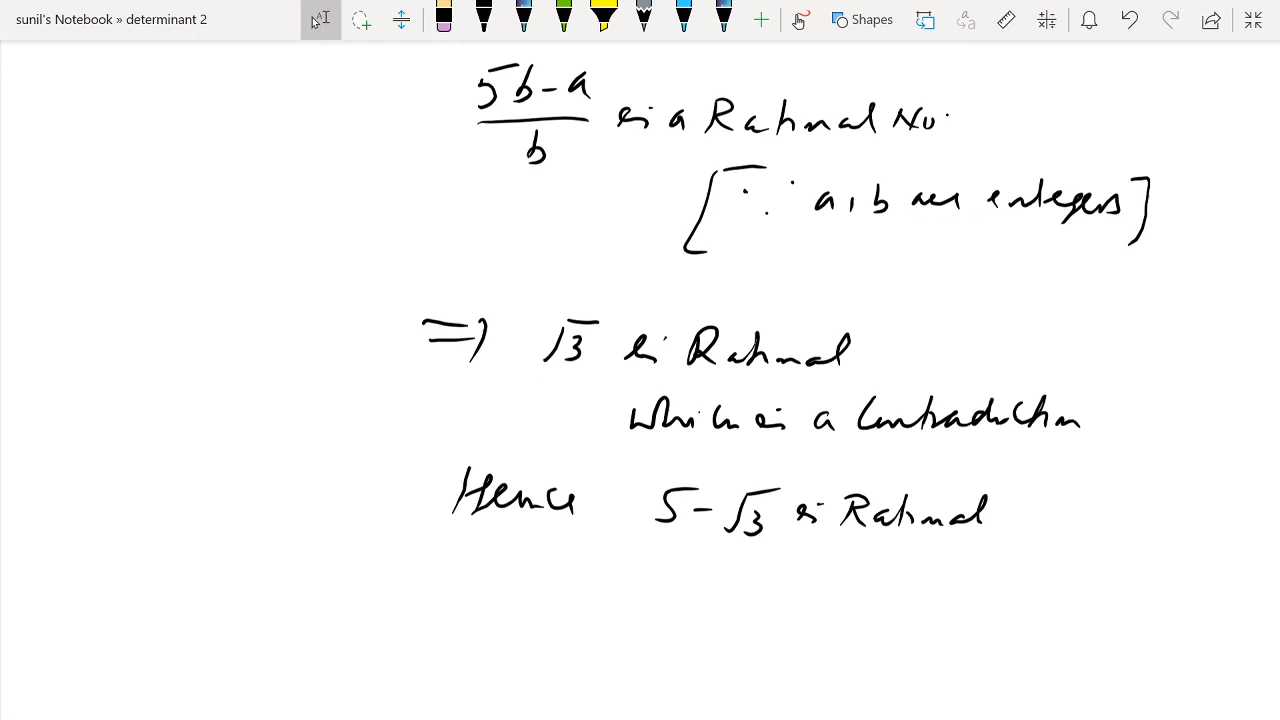 sunil's Notebook » determinant 2
Shapes
5b-a
b
is a Rational No.
[∵ a, b are integers]
=> √3 is Rational
which is a Contradiction
Hence 5-√3 is Rational